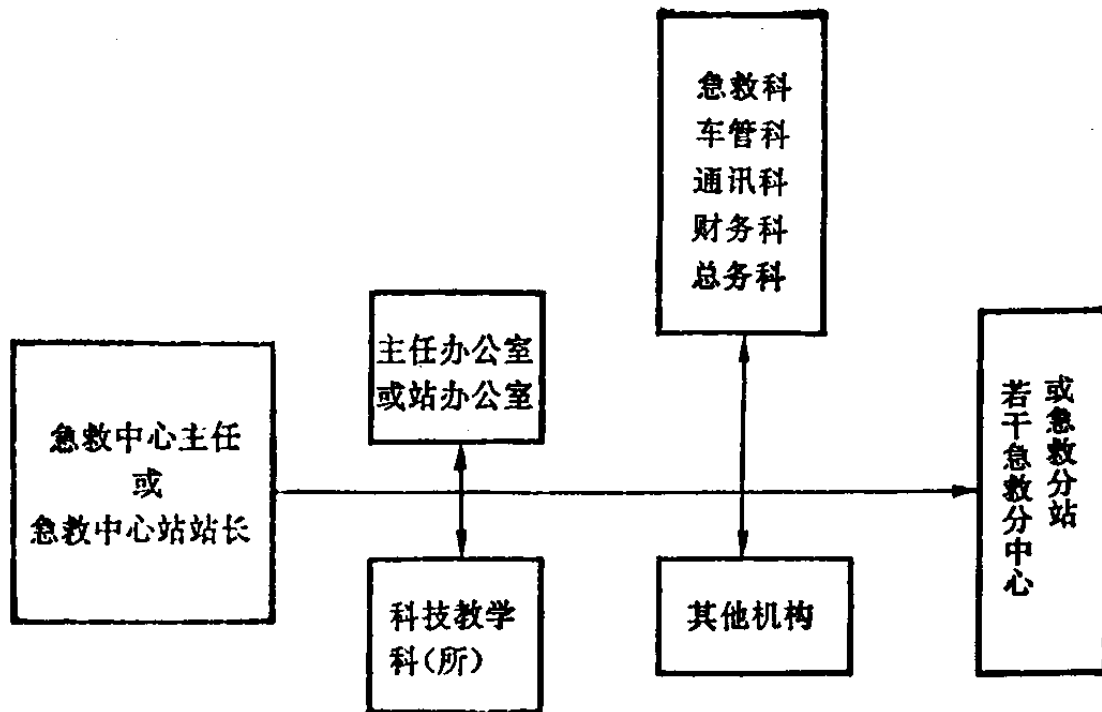 急救中心主任
或
急救中心站站长
主任办公室
或站办公室
科技教学
科(所)
急救科
车管科
通讯科
财务科
总务科
其他机构
若干急救分中心
或急救分站